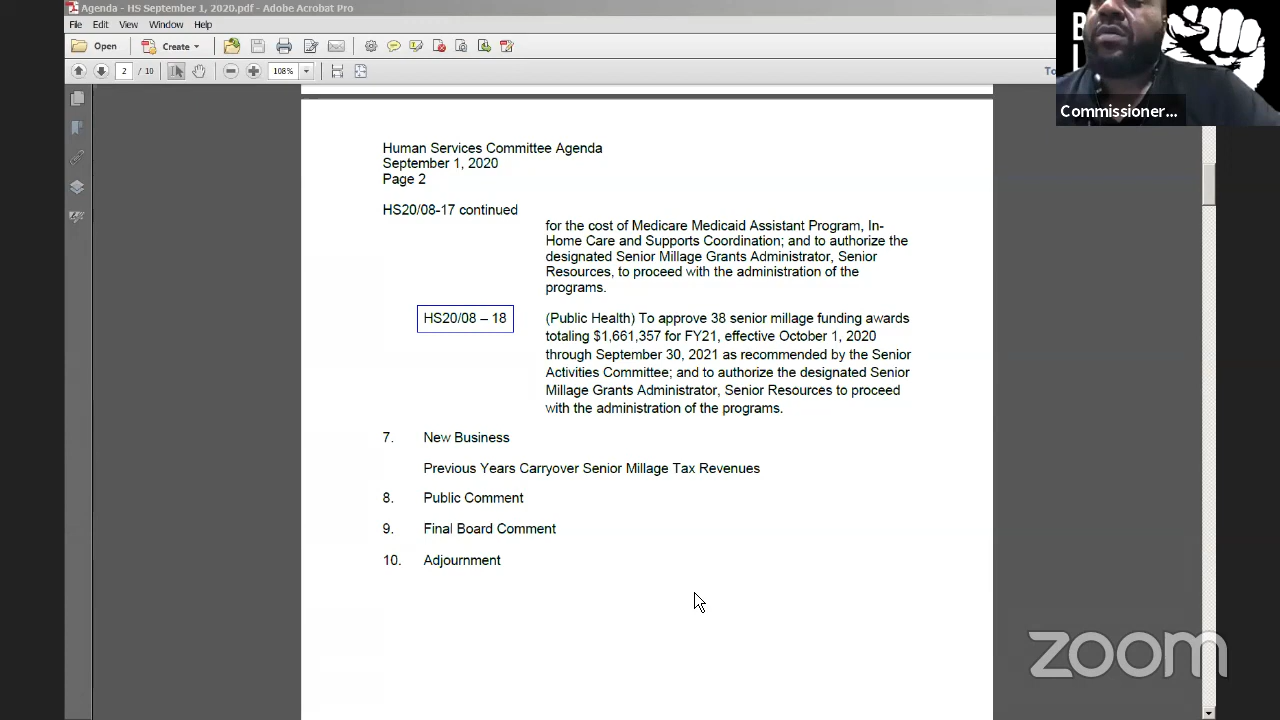 Agenda - HS September 1, 2020.pdf - Adobe Acrobat Pro
File Edit View Window Help
Open Create
2 / 10 108% To
B
L
Commissioner...
Human Services Committee Agenda
September 1, 2020
Page 2
HS20/08-17 continued
for the cost of Medicare Medicaid Assistant Program, In-
Home Care and Supports Coordination; and to authorize the
designated Senior Millage Grants Administrator, Senior
Resources, to proceed with the administration of the
programs.
HS20/08 – 18
(Public Health) To approve 38 senior millage funding awards
totaling $1,661,357 for FY21, effective October 1, 2020
through September 30, 2021 as recommended by the Senior
Activities Committee; and to authorize the designated Senior
Millage Grants Administrator, Senior Resources to proceed
with the administration of the programs.
7. New Business
Previous Years Carryover Senior Millage Tax Revenues
8. Public Comment
9. Final Board Comment
10. Adjournment
zoom